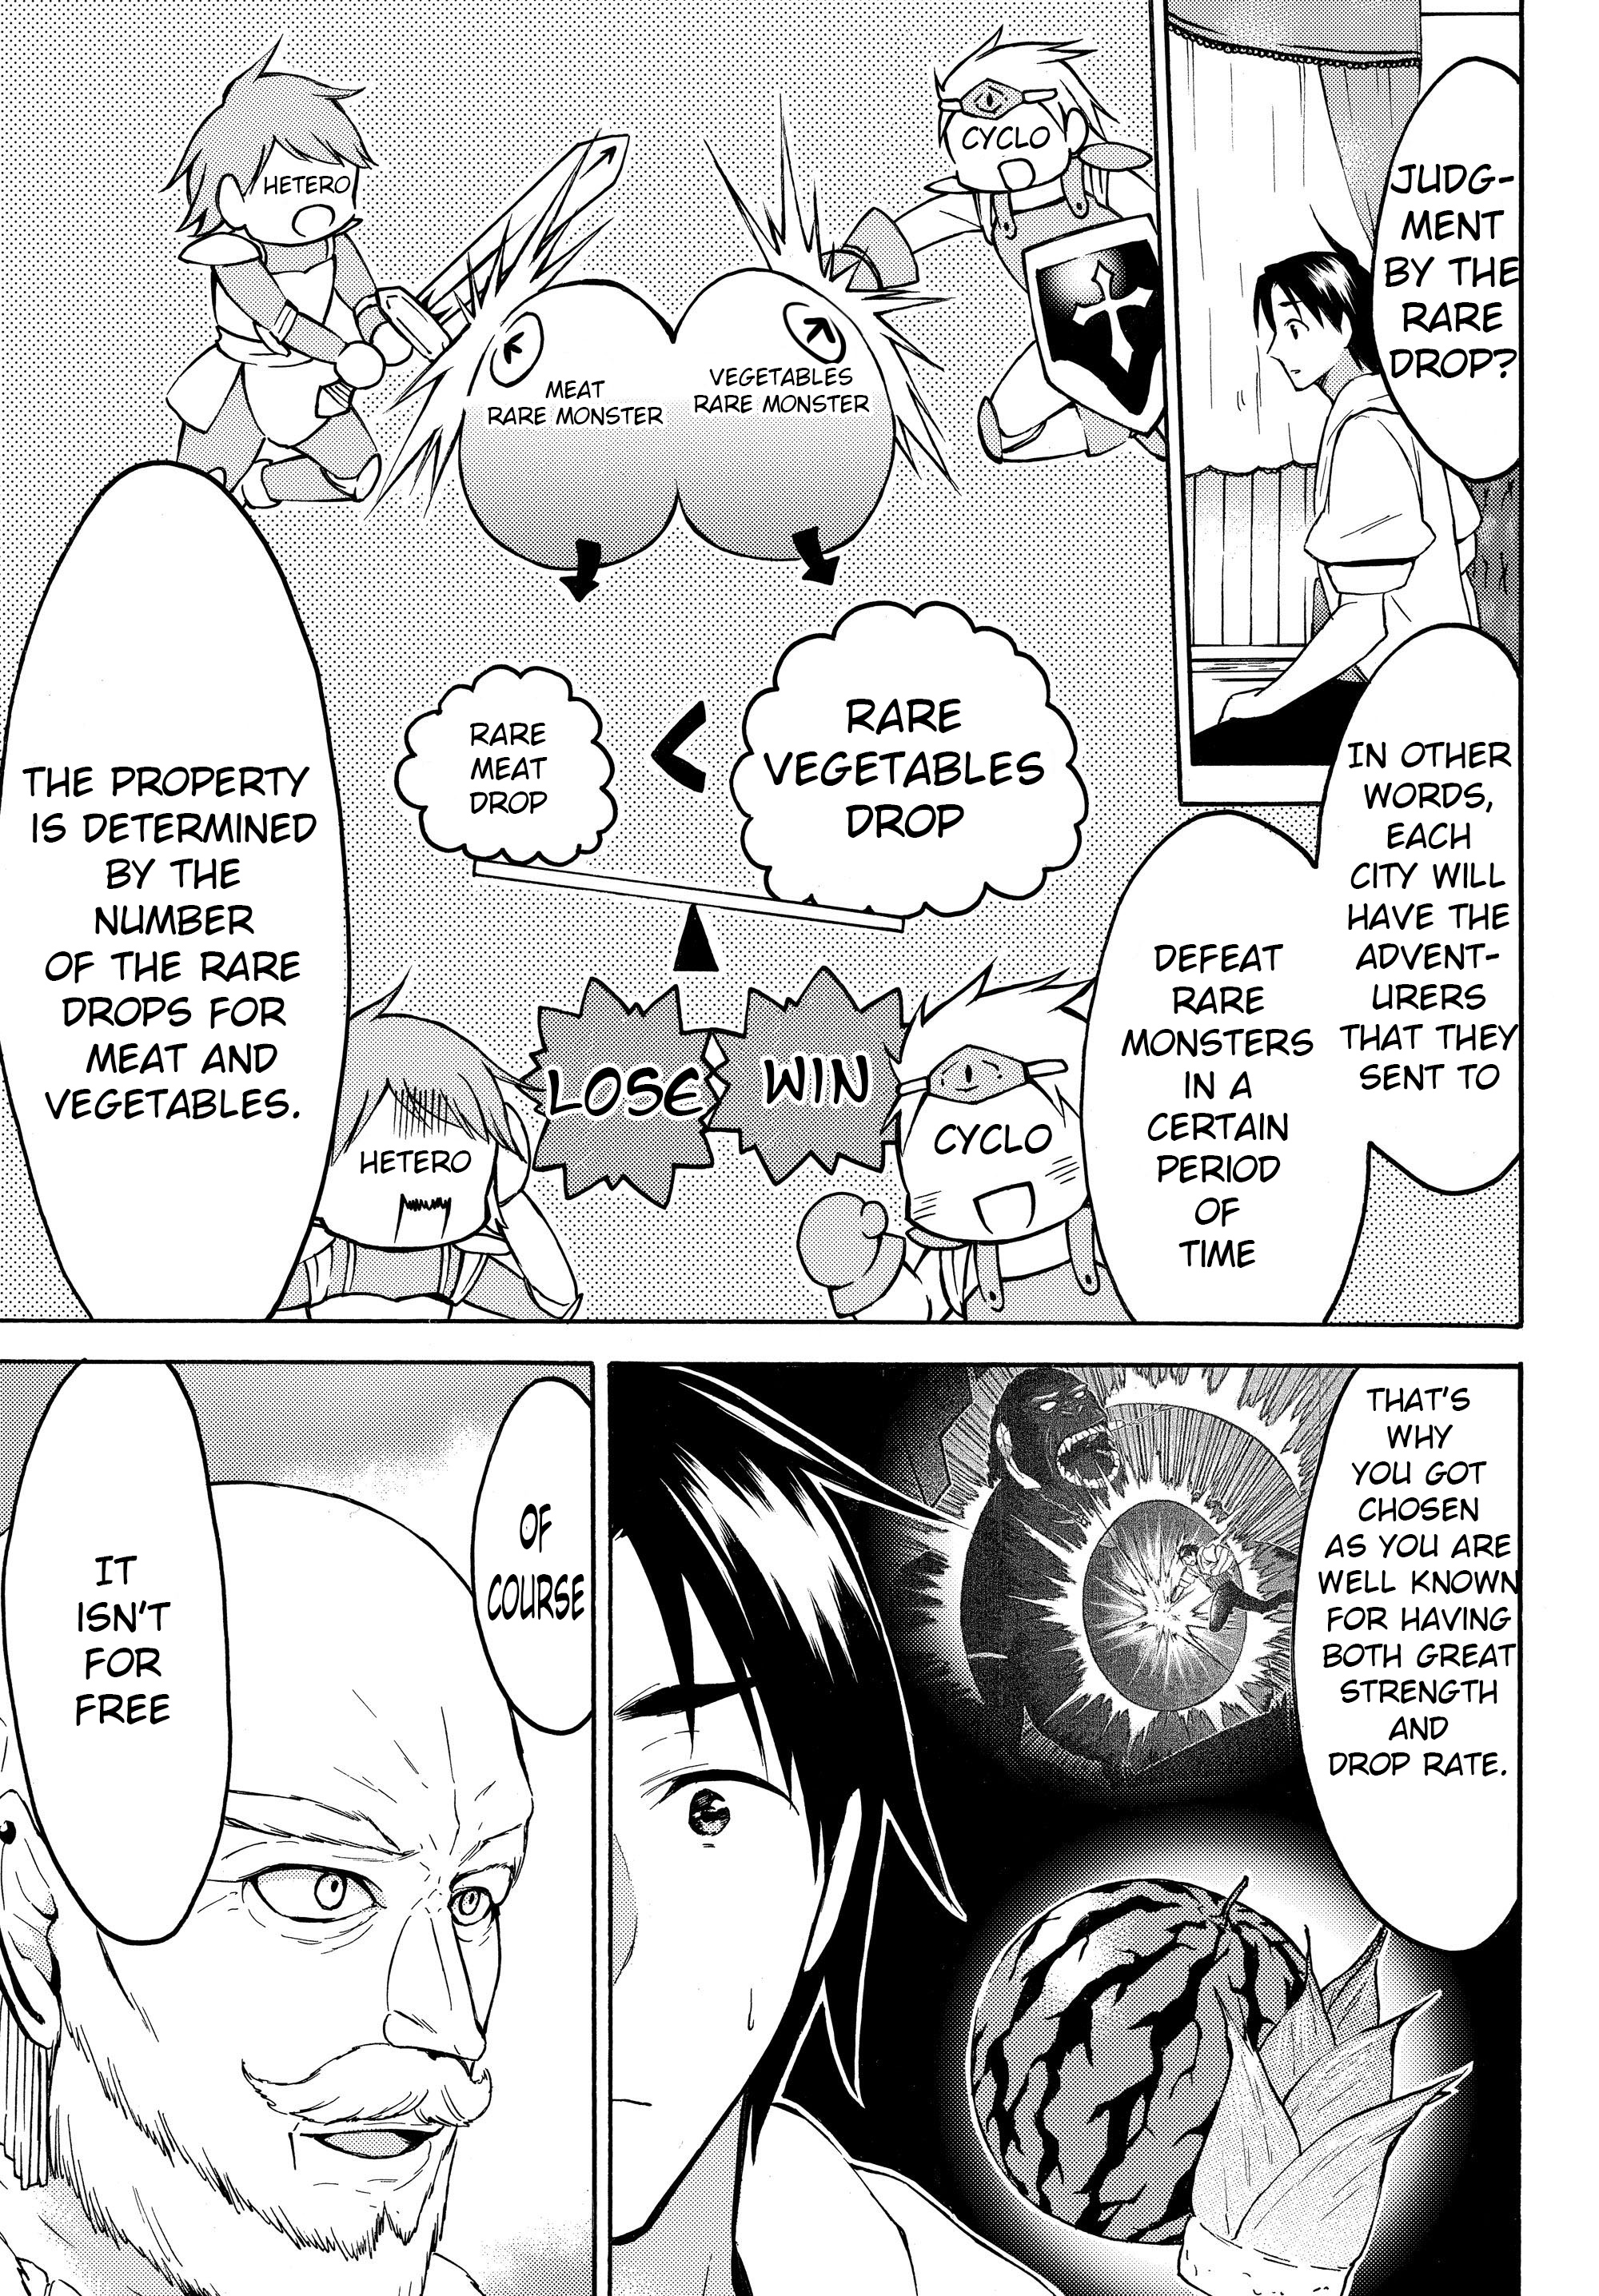 JUDG-
MENT
BY THE
RARE
DROP?
IN OTHER
WORDS,
EACH
CITY WILL
HAVE THE
ADVENT-
URERS
THAT THEY
SENT TO
DEFEAT
RARE
MONSTERS
IN A
CERTAIN
PERIOD
OF
TIME
CYCLO
HETERO
VEGETABLES
RARE MONSTER
MEAT
RARE MONSTER
RARE
VEGETABLES
DROP
<
RARE
MEAT
DROP
WIN
LOSE
CYCLO
HETERO
THE PROPERTY
IS DETERMINED
BY THE
NUMBER
OF THE RARE
DROPS FOR
MEAT AND
VEGETABLES.
THAT'S
WHY
YOU GOT
CHOSEN
AS YOU ARE
WELL KNOWN
FOR HAVING
BOTH GREAT
STRENGTH
AND
DROP RATE.
OF
COURSE
IT
ISN'T
FOR
FREE